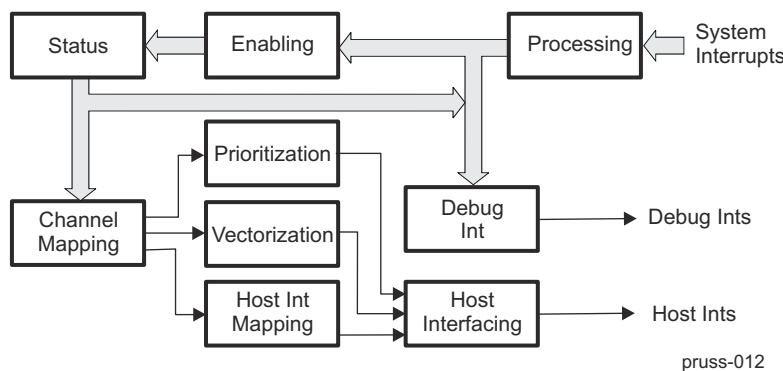 Status
Enabling
Processing
System
Interrupts
Prioritization
Channel
Mapping
Vectorization
Debug
Int
Debug Ints
Host Int
Mapping
Host
Interfacing
Host Ints
pruss-012